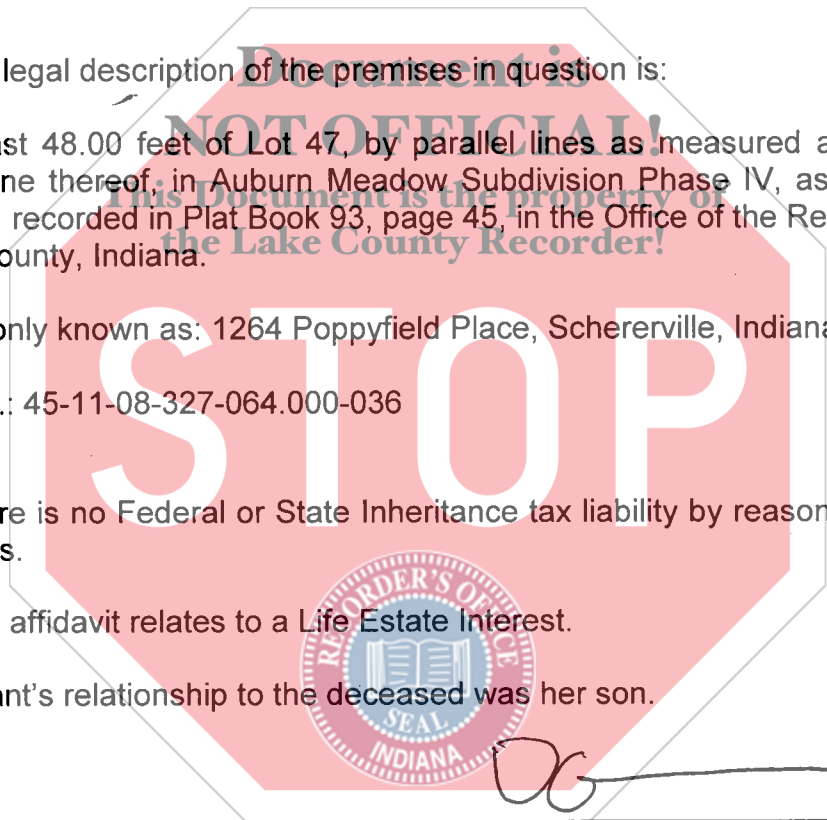 legal description of the premises in question is:
Document is
ast 48.00 feet of Lot 47, by parallel lines as measured a
NOT OFFICIAL!
ne thereof, in Auburn Meadow Subdivision Phase IV, as
This Document is the property of
recorded in Plat Book 93, page 45, in the Office of the Re
the Lake County Recorder!
ounty, Indiana.
only known as: 1264 Poppyfield Place, Schererville, Indiana
STOP
.: 45-11-08-327-064.000-036
re is no Federal or State Inheritance tax liability by reason
s.
RECORDER'S OFFICE
affidavit relates to a Life Estate Interest.
ant's relationship to the deceased was her son.
SEAL
INDIANA